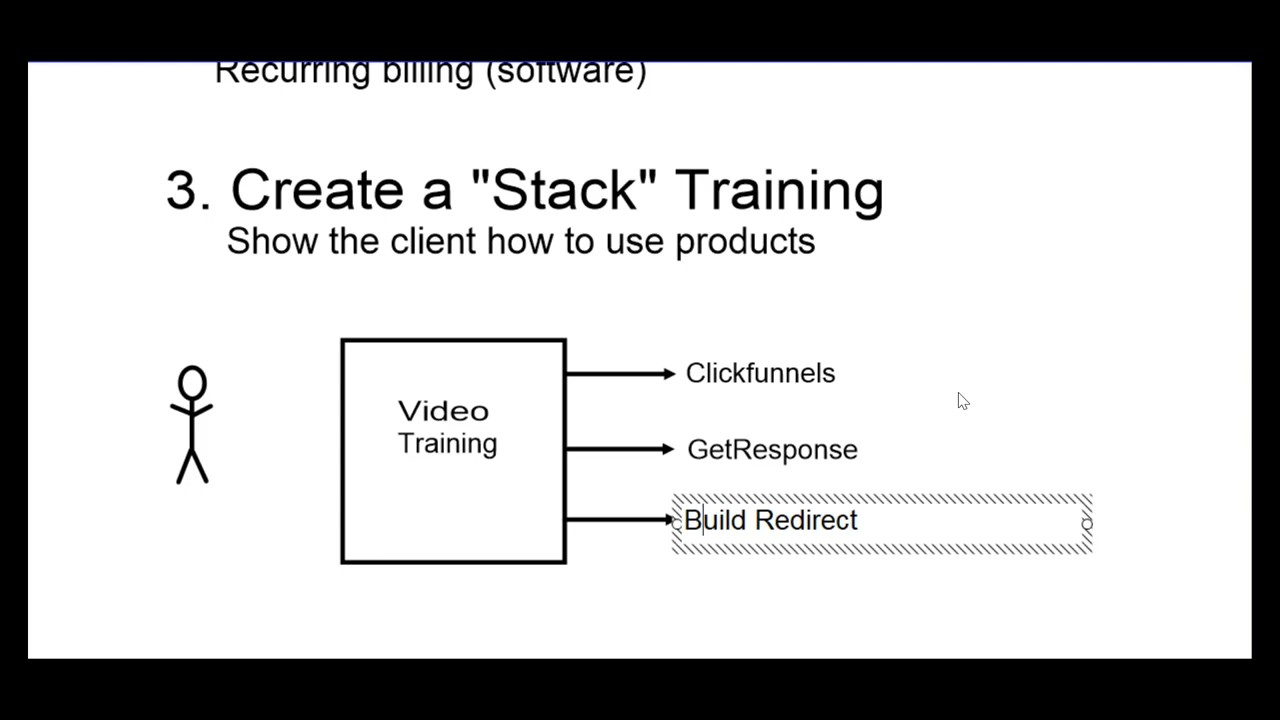 Recurring billing (software)
3. Create a "Stack" Training
Show the client how to use products
Video
Training
Clickfunnels
GetResponse
Build Redirect